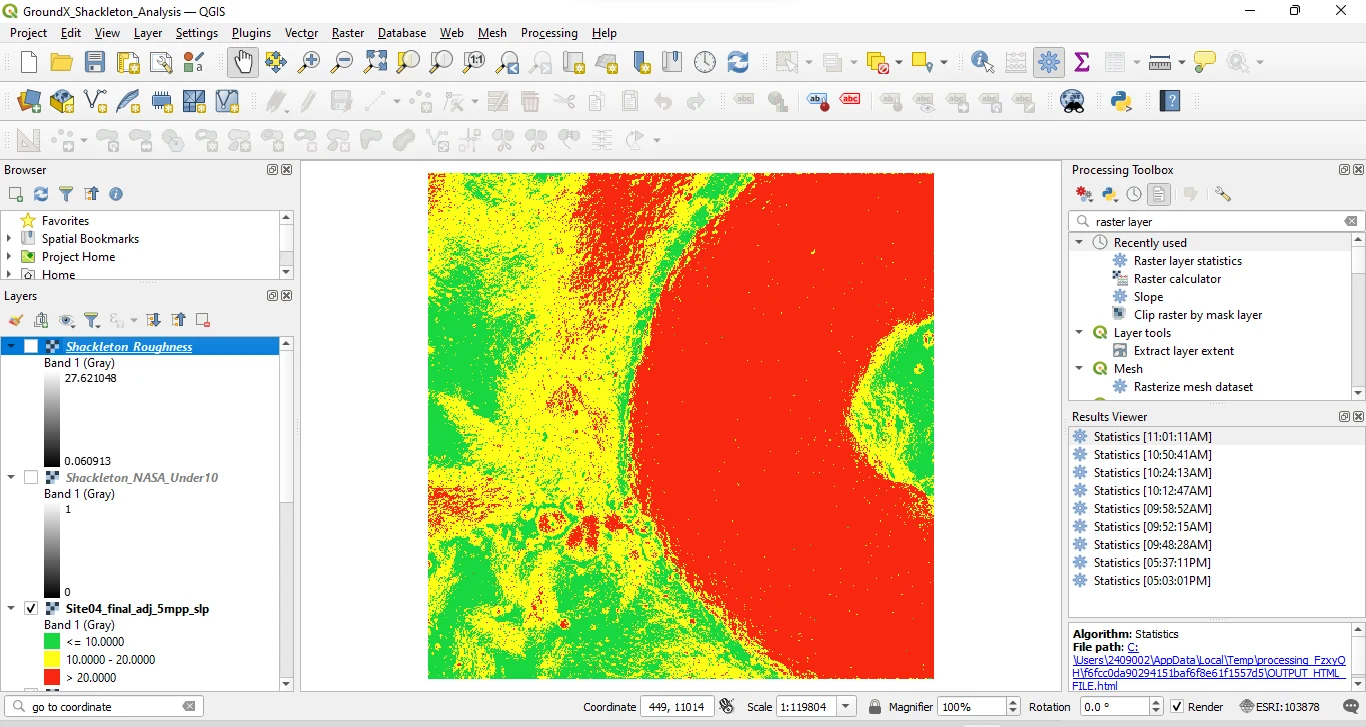 GroundX_Shackleton_Analysis — QGIS
Project Edit View Layer Settings Plugins Vector Raster Database Web Mesh Processing Help
Browser
Favorites
Spatial Bookmarks
Project Home
Home
Layers
Shackleton_Roughness
Band 1 (Gray)
27.621048
0.060913
Shackleton_NASA_Under10
Band 1 (Gray)
1
0
Site04_final_adj_5mpp_slp
Band 1 (Gray)
<= 10.0000
10.0000 - 20.0000
> 20.0000
Processing Toolbox
raster layer
Recently used
Raster layer statistics
Raster calculator
Slope
Clip raster by mask layer
Layer tools
Extract layer extent
Mesh
Rasterize mesh dataset
Results Viewer
Statistics [11:01:11AM]
Statistics [10:50:41AM]
Statistics [10:24:13AM]
Statistics [10:12:47AM]
Statistics [09:58:52AM]
Statistics [09:52:15AM]
Statistics [09:48:28AM]
Statistics [05:37:11PM]
Statistics [05:03:01PM]
Algorithm: Statistics
File path: C:
\Users\2409002\AppData\Local\Temp\processing_FzxyQ
H\f6fcc0da90294151baf6f8e61f1557d5\OUTPUT_HTML_
FILE.html
go to coordinate
Coordinate 449, 11014 Scale 1:119804 Magnifier 100% Rotation 0.0 ° Render ESRI:103878